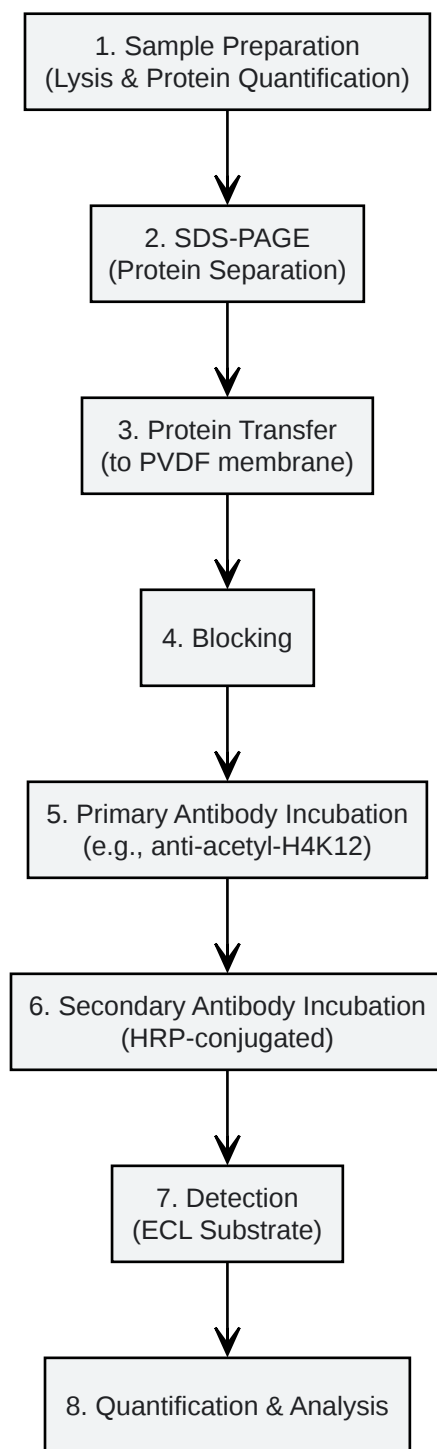 1. Sample Preparation
(Lysis & Protein Quantification)
2. SDS-PAGE
(Protein Separation)
3. Protein Transfer
(to PVDF membrane)
4. Blocking
5. Primary Antibody Incubation
(e.g., anti-acetyl-H4K12)
6. Secondary Antibody Incubation
(HRP-conjugated)
7. Detection
(ECL Substrate)
8. Quantification & Analysis